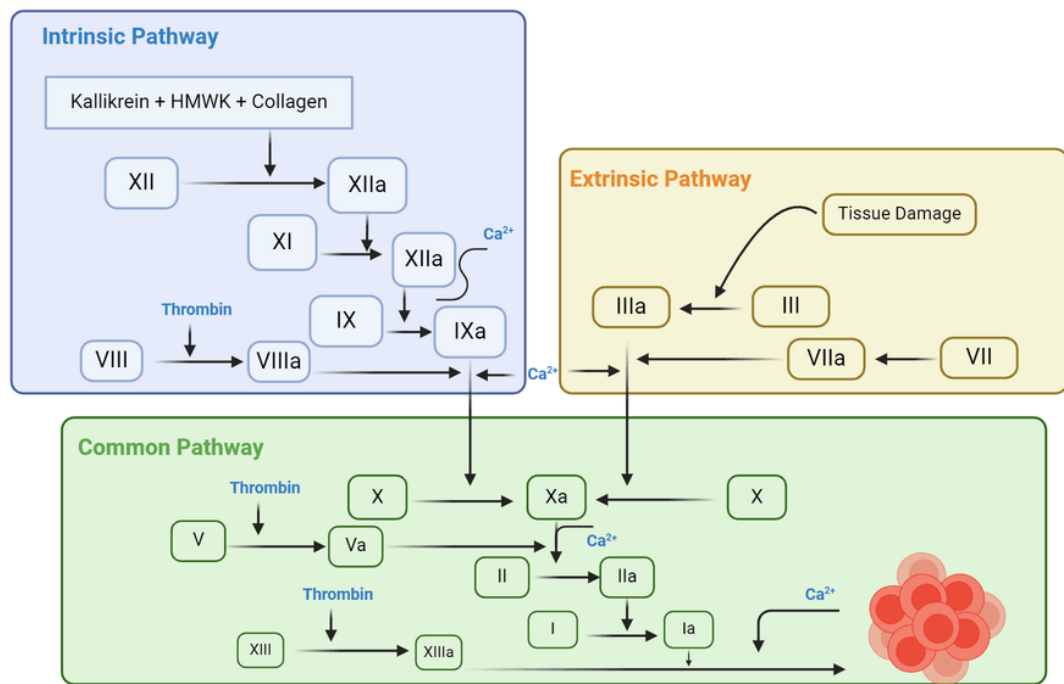 Intrinsic Pathway
Kallikrein + HMWK + Collagen
XII
XIIa
XI
XIIa
Ca²⁺
IX
IXa
Thrombin
VIII
VIIIa
Ca²⁺
Extrinsic Pathway
Tissue Damage
IIIa
III
VIIa
VII
Common Pathway
Thrombin
X
Xa
X
V
Va
Ca²⁺
II
IIa
Thrombin
Ca²⁺
I
Ia
XIII
XIIIa